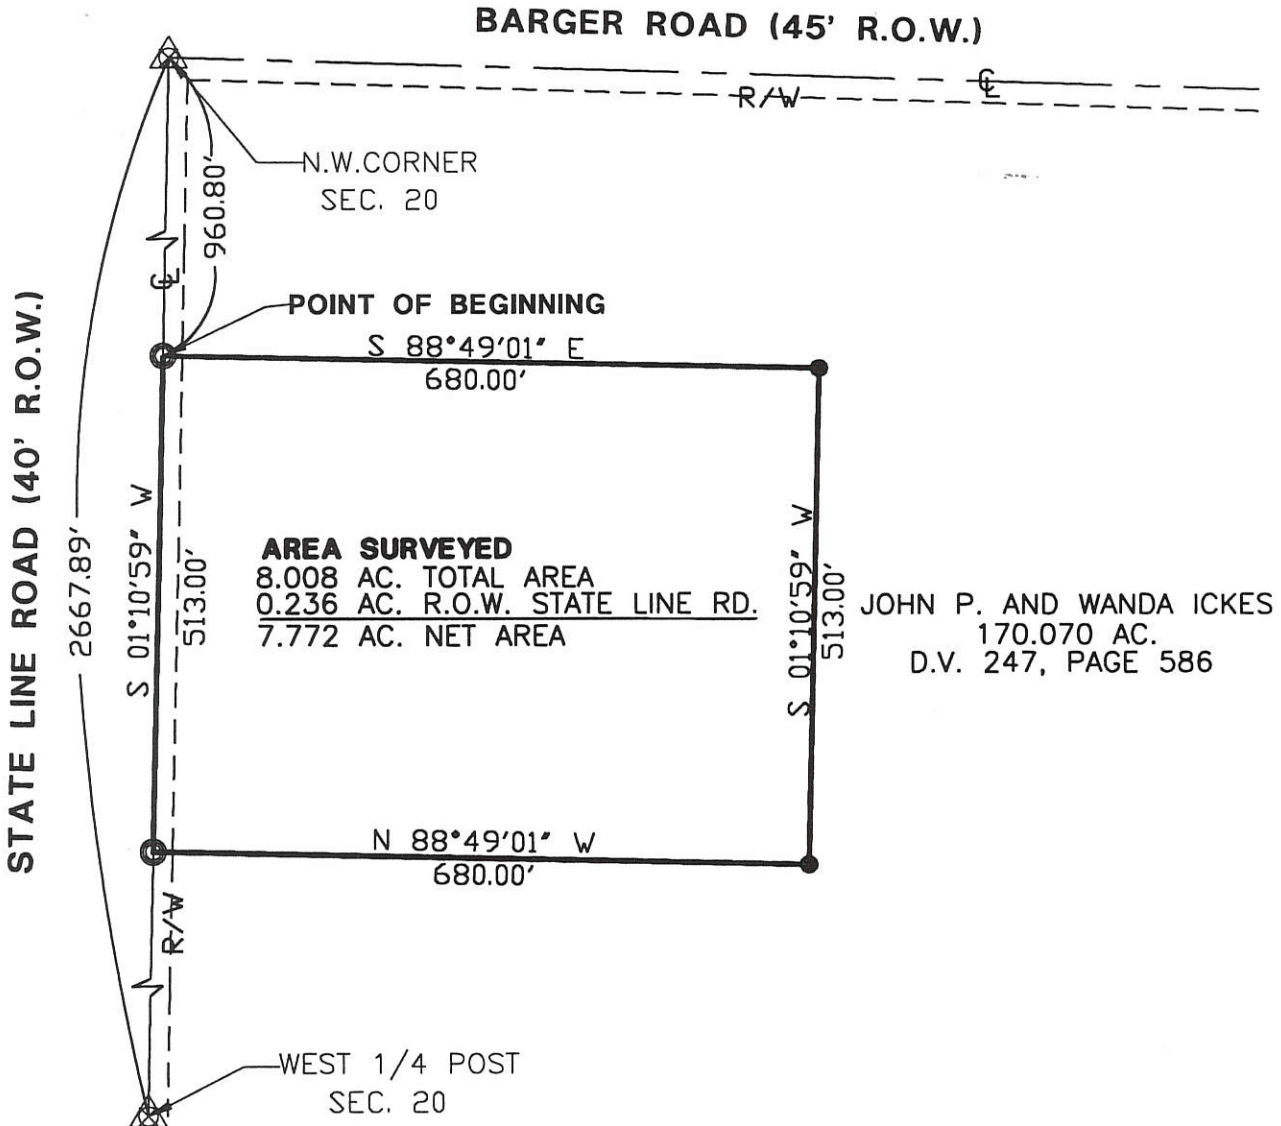 BARGER ROAD (45' R.O.W.)
℄
R/W
N.W.CORNER
SEC. 20
960.80'
℄
POINT OF BEGINNING
S 88°49'01" E
680.00'
STATE LINE ROAD (40' R.O.W.)
2667.89'
S 01°10'59" W
513.00'
AREA SURVEYED
8.008 AC. TOTAL AREA
0.236 AC. R.O.W. STATE LINE RD.
7.772 AC. NET AREA
S 01°10'59" W
513.00'
JOHN P. AND WANDA ICKES
170.070 AC.
D.V. 247, PAGE 586
N 88°49'01" W
680.00'
R/W
WEST 1/4 POST
SEC. 20